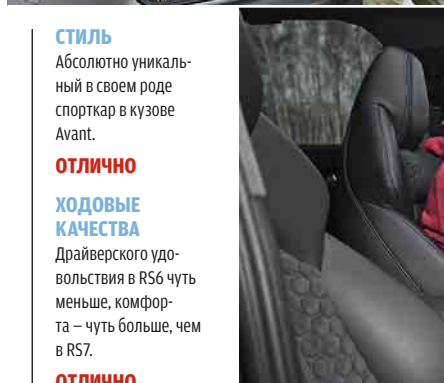 СТИЛЬ
Абсолютно уникаль-
ный в своем роде
спорткар в кузове
Avant.
ОТЛИЧНО
ХОДОВЫЕ
КАЧЕСТВА
Драйверского удо-
вольствия в RS6 чуть
меньше, комфор-
та – чуть больше, чем
в RS7.
ОТЛИЧНО